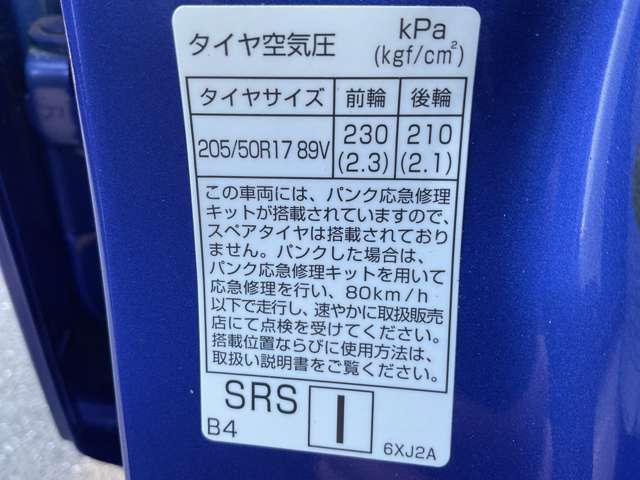 タイヤ空気圧 kPa (kgf/cm²)
タイヤサイズ 前輪 後輪
205/50R17 89V 230 (2.3) 210 (2.1)
この車両には、パンク応急修理
キットが搭載されていますので、
スペアタイヤは搭載されており
ません。パンクした場合は、
パンク応急修理キットを用いて
応急修理を行い、80km/h
以下で走行し、速やかに取扱販売
店にて点検を受けてください。
搭載位置ならびに使用方法は、
取扱い説明書をご覧ください。
SRS I
B4 6XJ2A